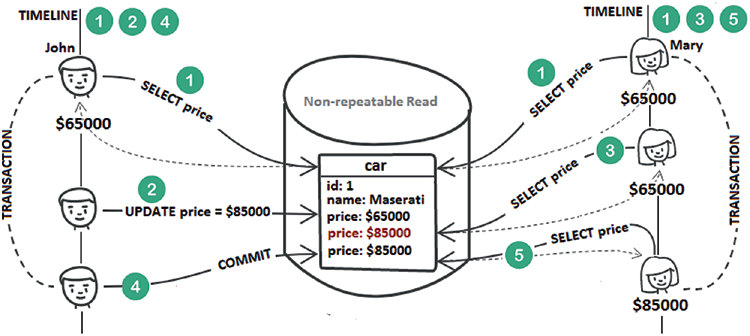 TIMELINE 1 2 4
John
1
SELECT price
$65000
TRANSACTION
2
UPDATE price = $85000
4
COMMIT
Non-repeatable Read
car
id: 1
name: Maserati
price: $65000
price: $85000
price: $85000
TIMELINE 1 3 5
Mary
1
SELECT price
$65000
3
SELECT price
$65000
TRANSACTION
5
SELECT price
$85000